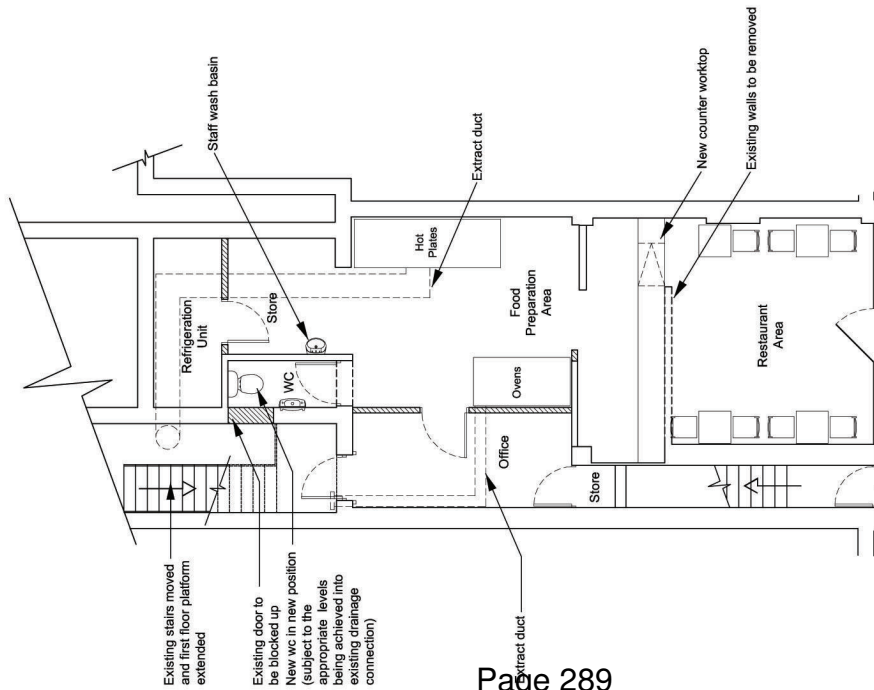 Existing stairs moved
and first floor platform
extended
Existing door to
be blocked up
New wc in new position
(subject to the
appropriate levels
being achieved into
existing drainage
connection)
Extract duct
Refrigeration
Unit
Store
WC
Staff wash basin
Hot
Plates
Extract duct
Food
Preparation
Area
Ovens
Office
Store
New counter worktop
Existing walls to be removed
Restaurant
Area
Page 289